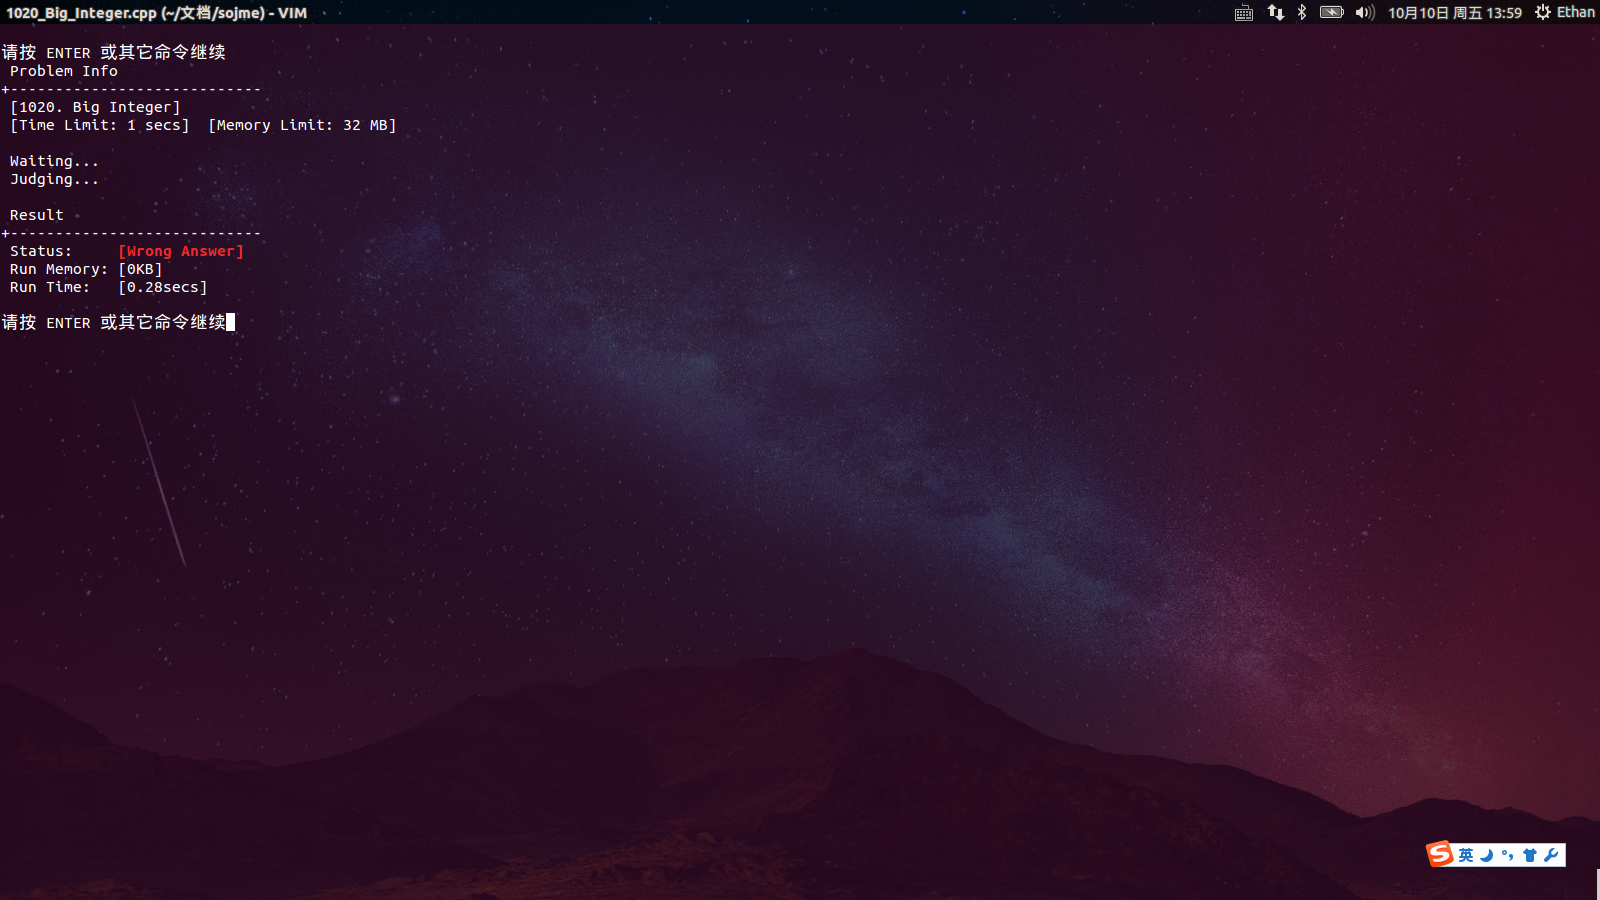 1020_Big_Integer.cpp (~/文档/sojme) - VIM
10月10日 周五 13:59 Ethan
请按 ENTER 或其它命令继续
Problem Info
+----------------------------
[1020. Big Integer]
[Time Limit: 1 secs]  [Memory Limit: 32 MB]
Waiting...
Judging...
Result
+----------------------------
Status:     [Wrong Answer]
Run Memory: [0KB]
Run Time:   [0.28secs]
请按 ENTER 或其它命令继续
S 英